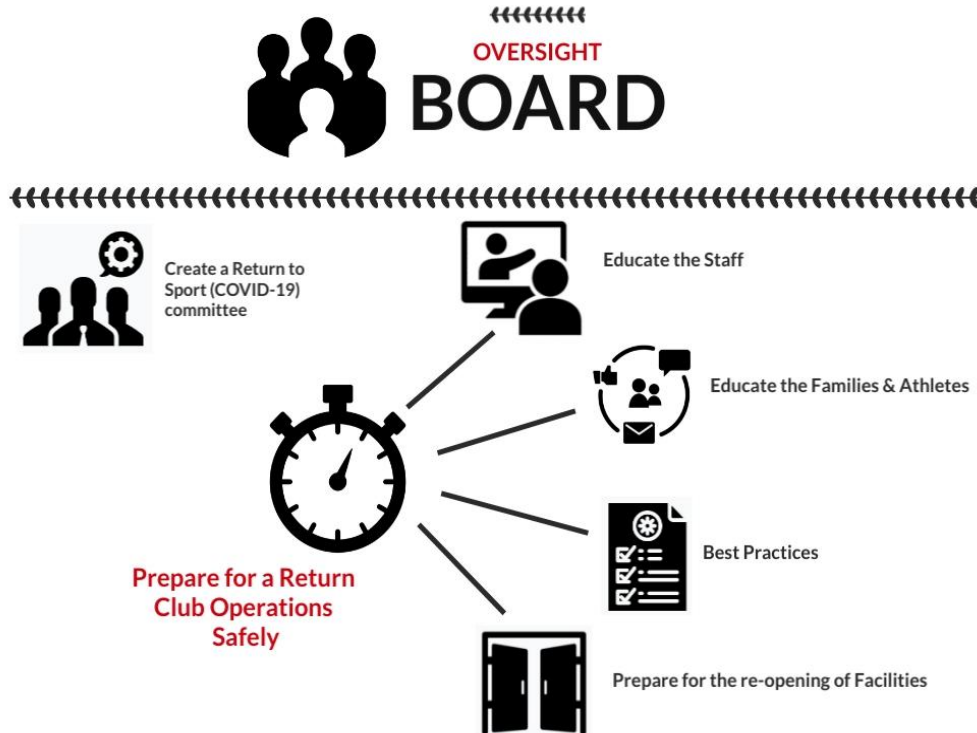 OVERSIGHT
BOARD
Create a Return to
Sport (COVID-19)
committee
Educate the Staff
Educate the Families & Athletes
Best Practices
Prepare for a Return
Club Operations
Safely
Prepare for the re-opening of Facilities